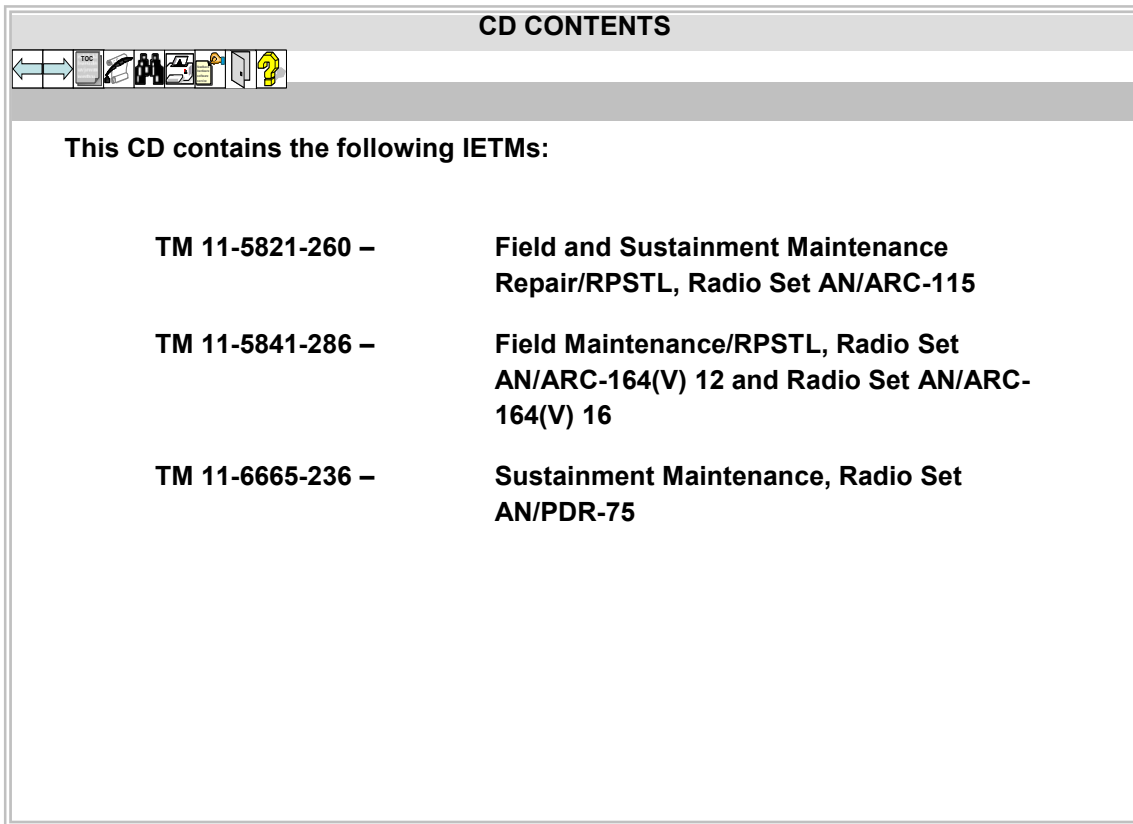 CD CONTENTS
TOC
This CD contains the following IETMs:
TM 11-5821-260 – Field and Sustainment Maintenance
Repair/RPSTL, Radio Set AN/ARC-115
TM 11-5841-286 – Field Maintenance/RPSTL, Radio Set
AN/ARC-164(V) 12 and Radio Set AN/ARC-
164(V) 16
TM 11-6665-236 – Sustainment Maintenance, Radio Set
AN/PDR-75